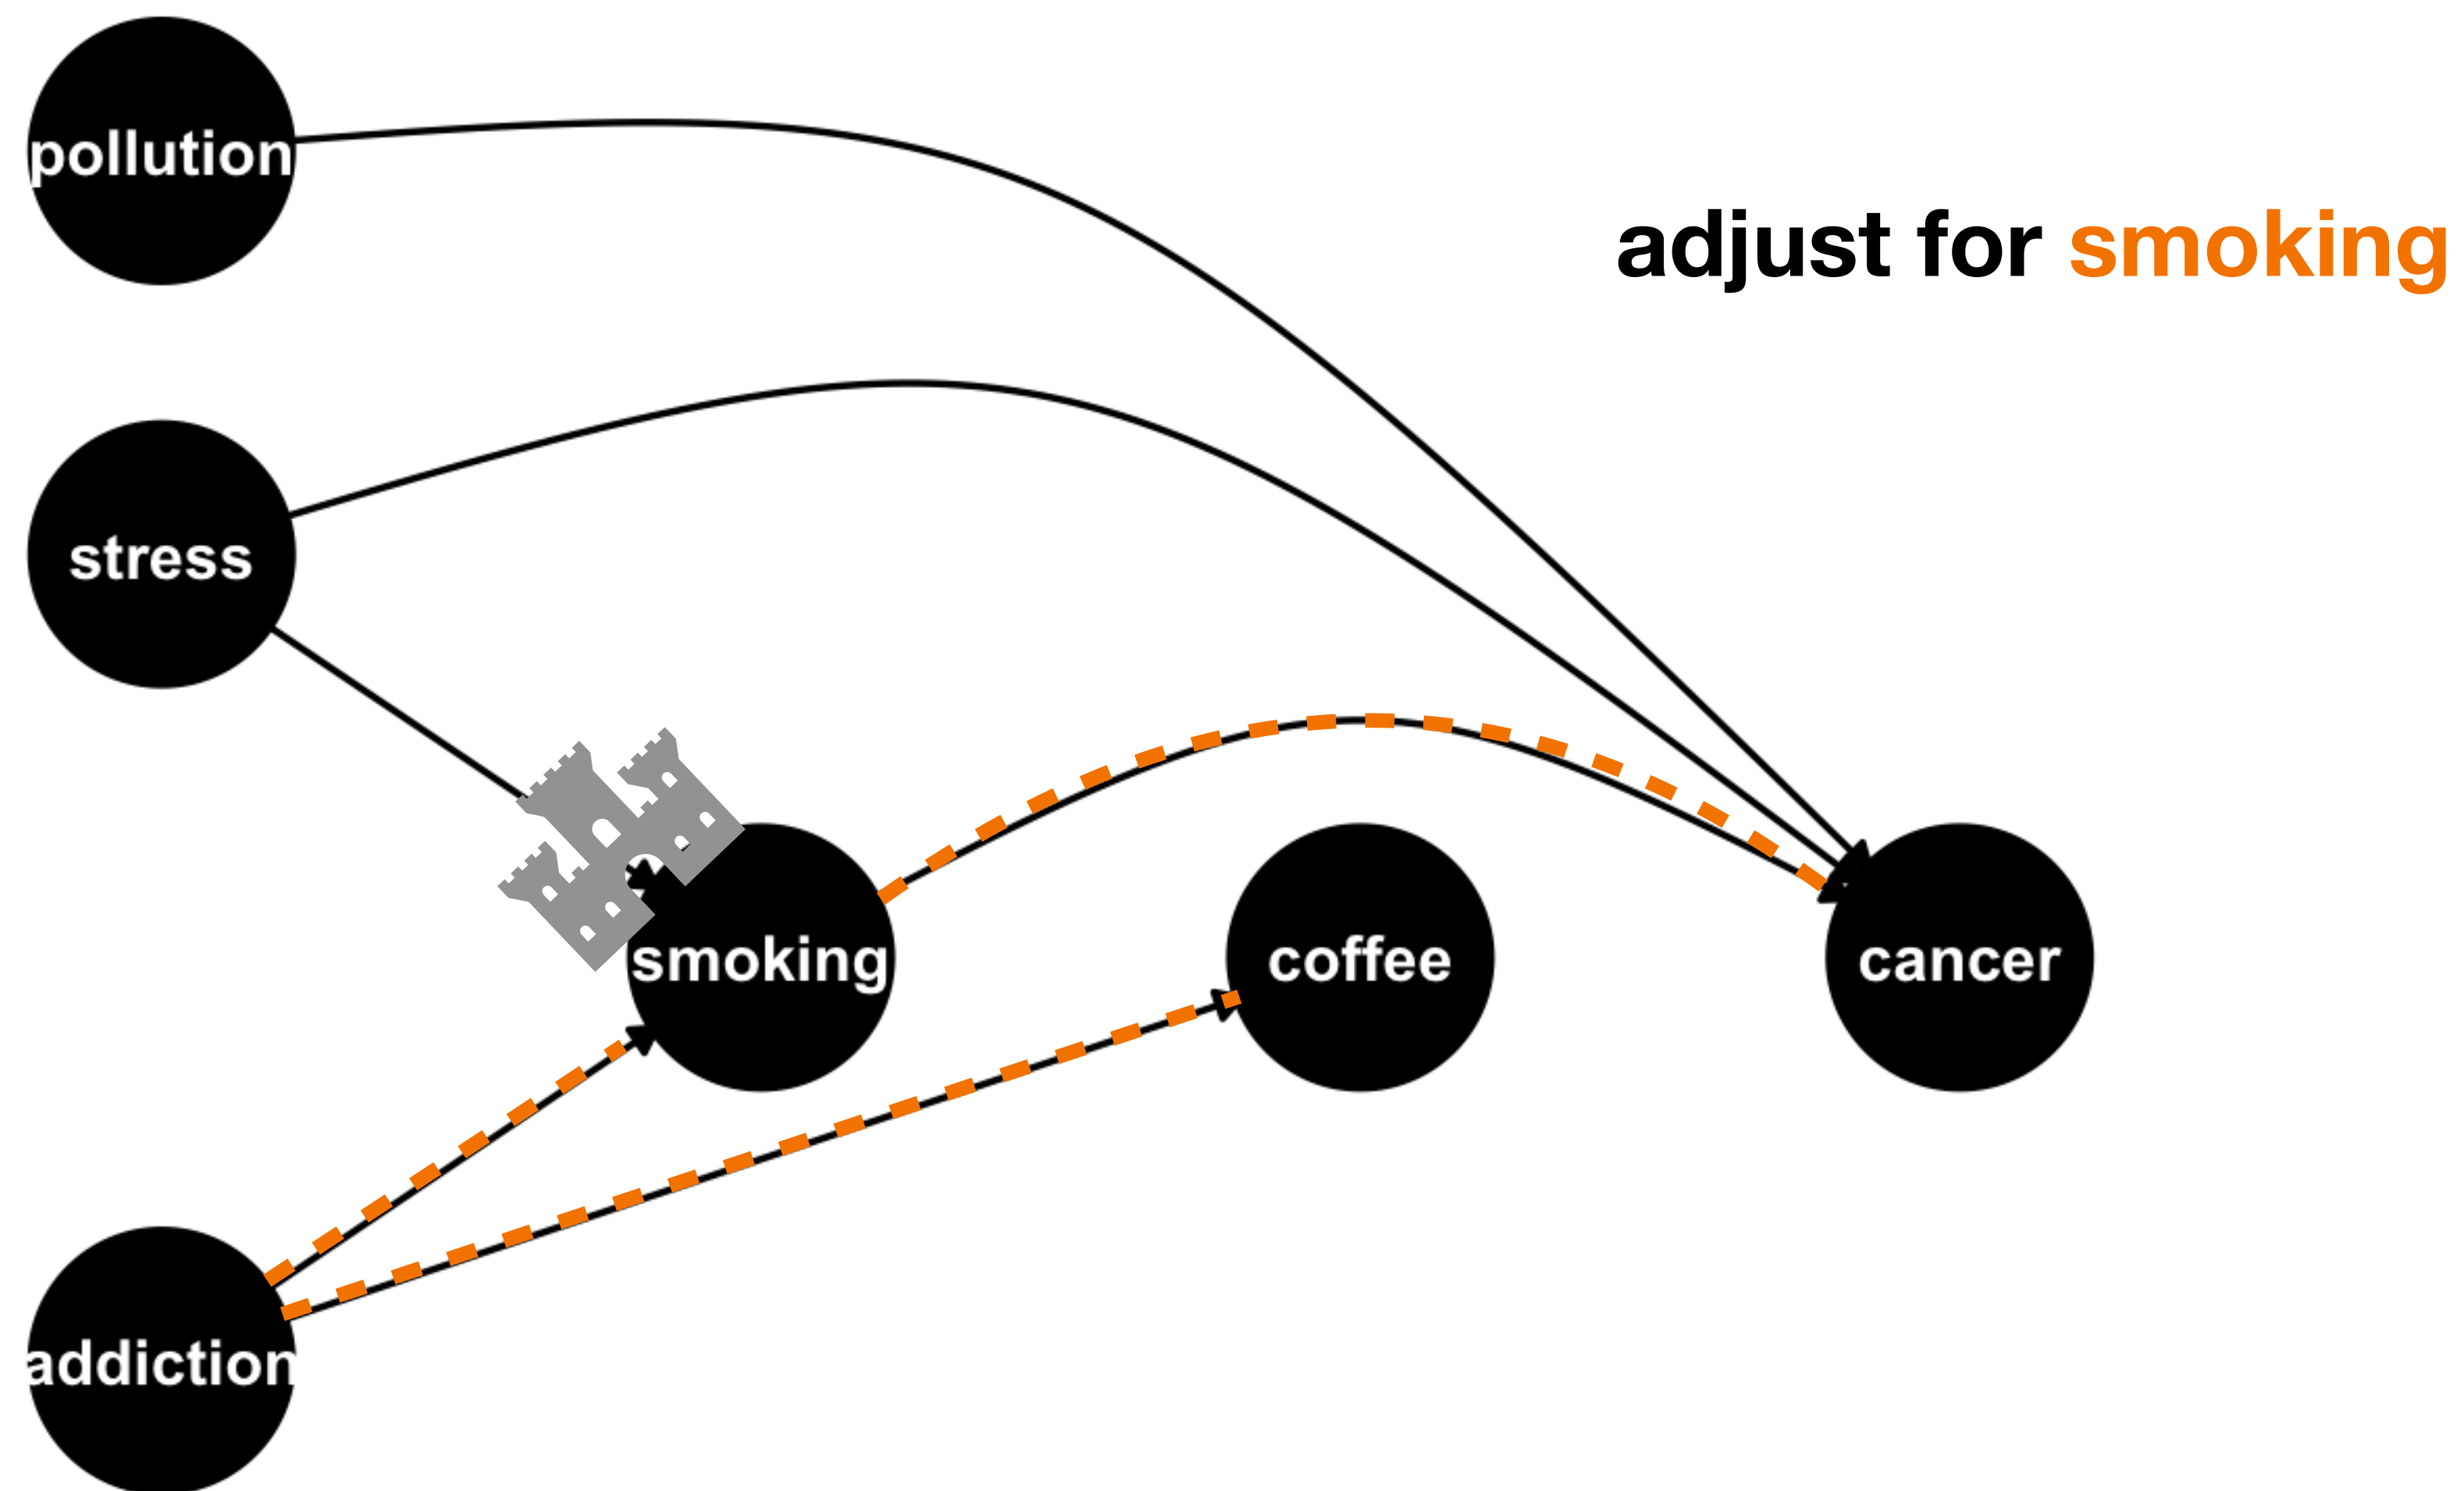 pollution
adjust for smoking
stress
smoking
coffee
cancer
addiction